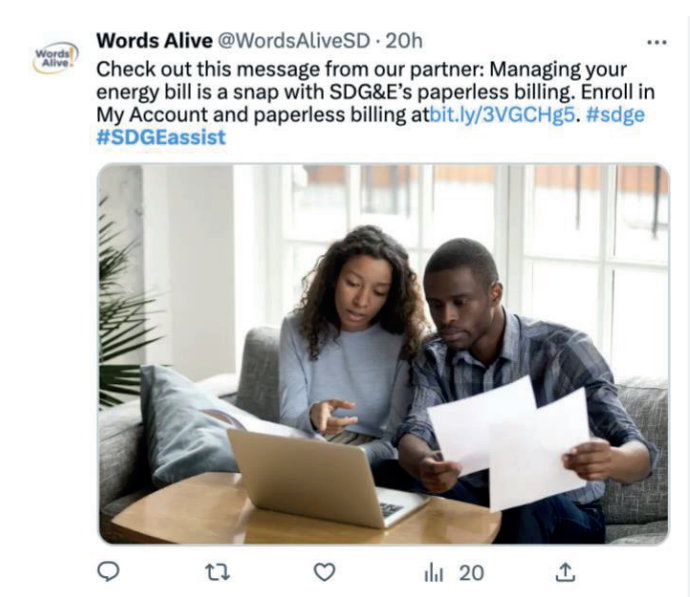 Words Alive!
Words Alive @WordsAliveSD · 20h
Check out this message from our partner: Managing your
energy bill is a snap with SDG&E’s paperless billing. Enroll in
My Account and paperless billing atbit.ly/3VGCHg5. #sdge
#SDGEassist
20